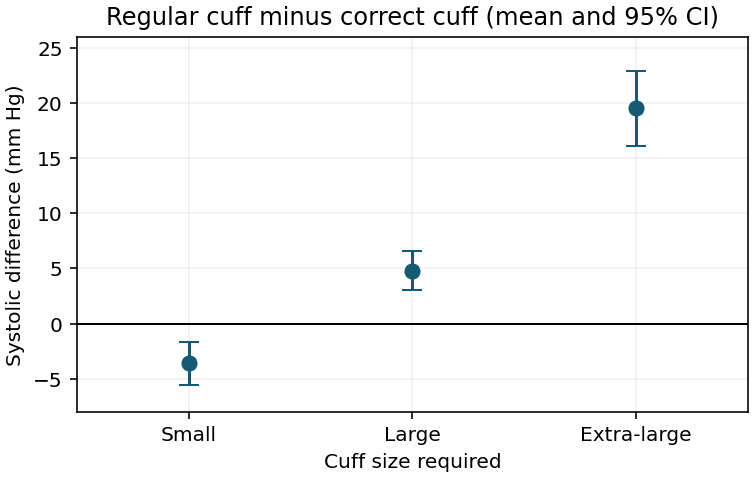 Regular cuff minus correct cuff (mean and 95% CI)
Systolic difference (mm Hg)
25
20
15
10
5
0
−5
Small
Large
Extra-large
Cuff size required